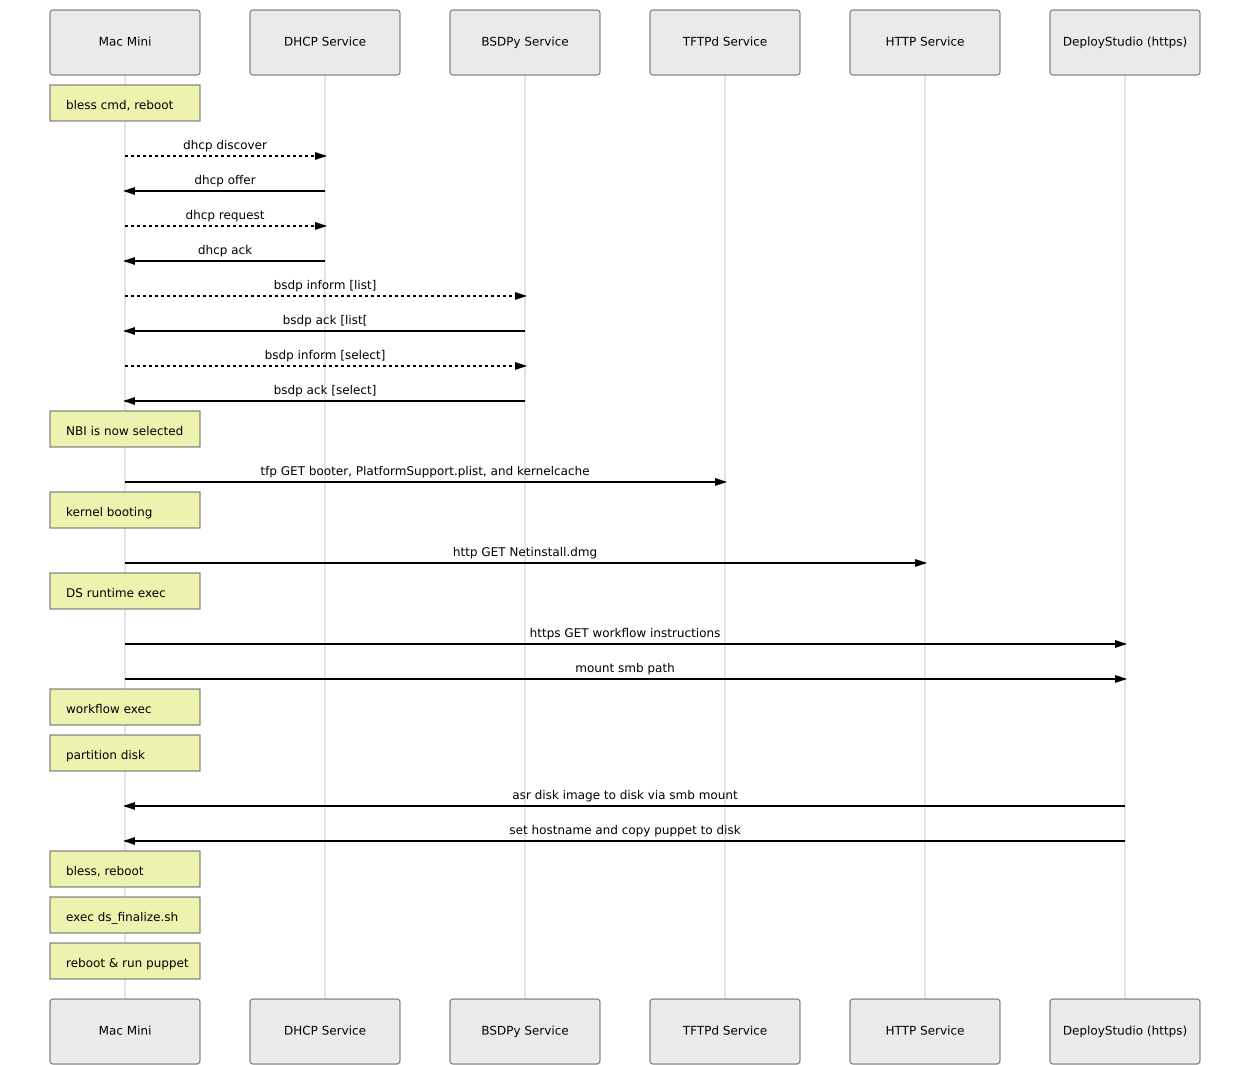 Mac Mini
DHCP Service
BSDPy Service
TFTPd Service
HTTP Service
DeployStudio (https)
bless cmd, reboot
dhcp discover
dhcp offer
dhcp request
dhcp ack
bsdp inform [list]
bsdp ack [list[
bsdp inform [select]
bsdp ack [select]
NBI is now selected
tfp GET booter, PlatformSupport.plist, and kernelcache
kernel booting
http GET Netinstall.dmg
DS runtime exec
https GET workflow instructions
mount smb path
workflow exec
partition disk
asr disk image to disk via smb mount
set hostname and copy puppet to disk
bless, reboot
exec ds_finalize.sh
reboot & run puppet
Mac Mini
DHCP Service
BSDPy Service
TFTPd Service
HTTP Service
DeployStudio (https)